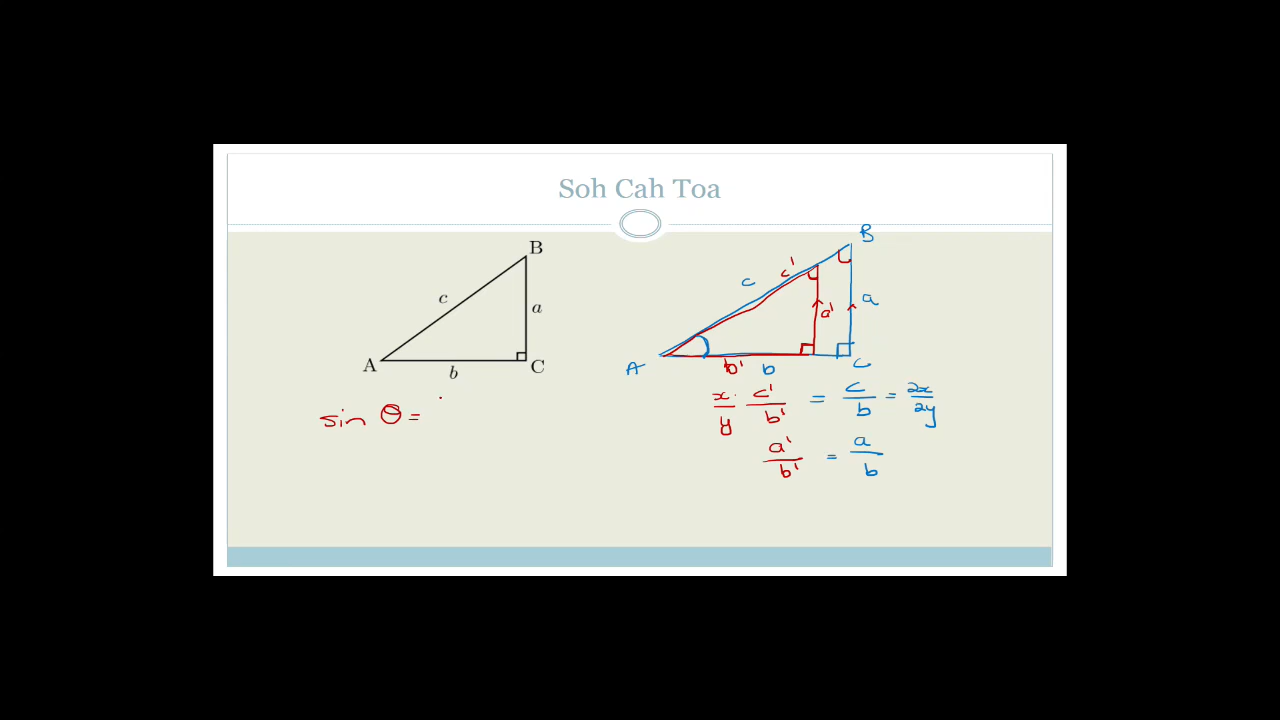 Soh Cah Toa
B
c
a
A
b
C
sin θ =
B
c
c'
a'
a
A
b'
b
C
x/y c'/b' = c/b = 2x/2y
a'/b' = a/b